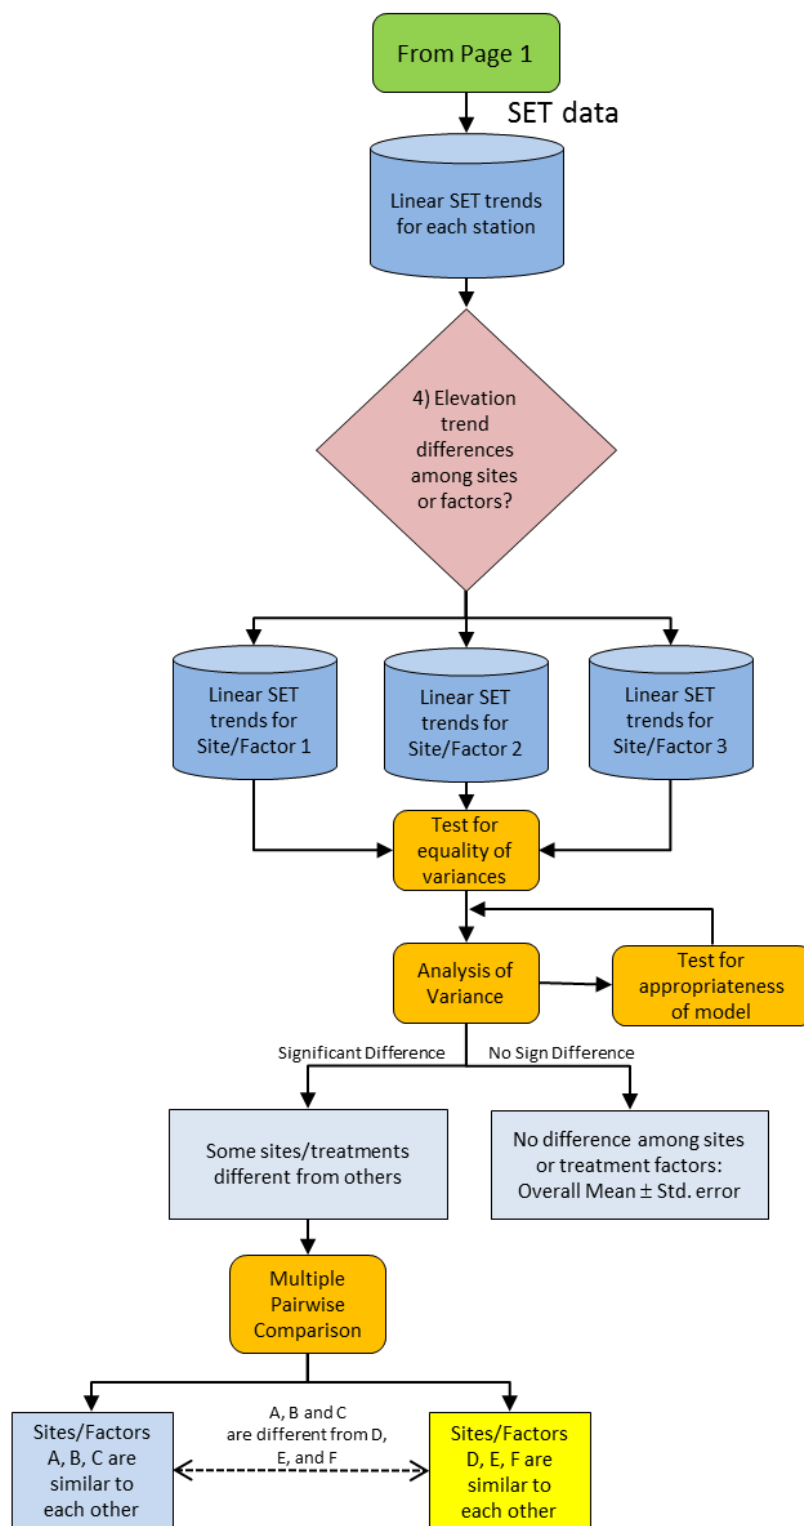 From Page 1
SET data
Linear SET trends
for each station
4) Elevation
trend
differences
among sites
or factors?
Linear SET
trends for
Site/Factor 1
Linear SET
trends for
Site/Factor 2
Linear SET
trends for
Site/Factor 3
Test for
equality of
variances
Analysis of
Variance
Test for
appropriateness
of model
Significant Difference
No Sign Difference
Some sites/treatments
different from others
No difference among sites
or treatment factors:
Overall Mean ± Std. error
Multiple
Pairwise
Comparison
Sites/Factors
A, B, C are
similar to
each other
A, B and C
are different from D,
E, and F
Sites/Factors
D, E, F are
similar to
each other